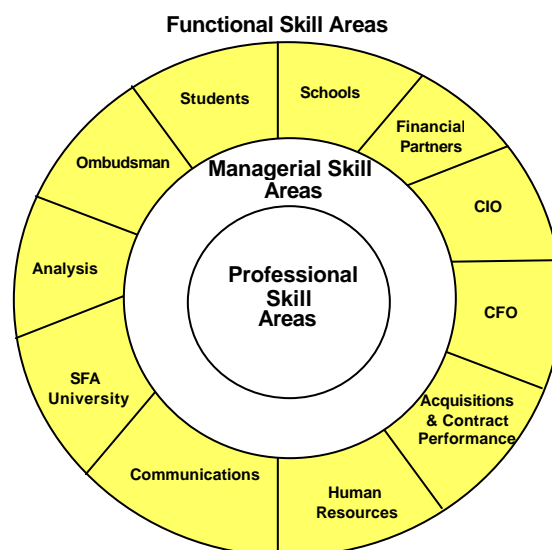 Functional Skill Areas
Students
Schools
Financial
Partners
Ombudsman
Managerial Skill
Areas
CIO
Analysis
Professional
Skill
Areas
CFO
SFA
University
Acquisitions
& Contract
Performance
Communications
Human
Resources